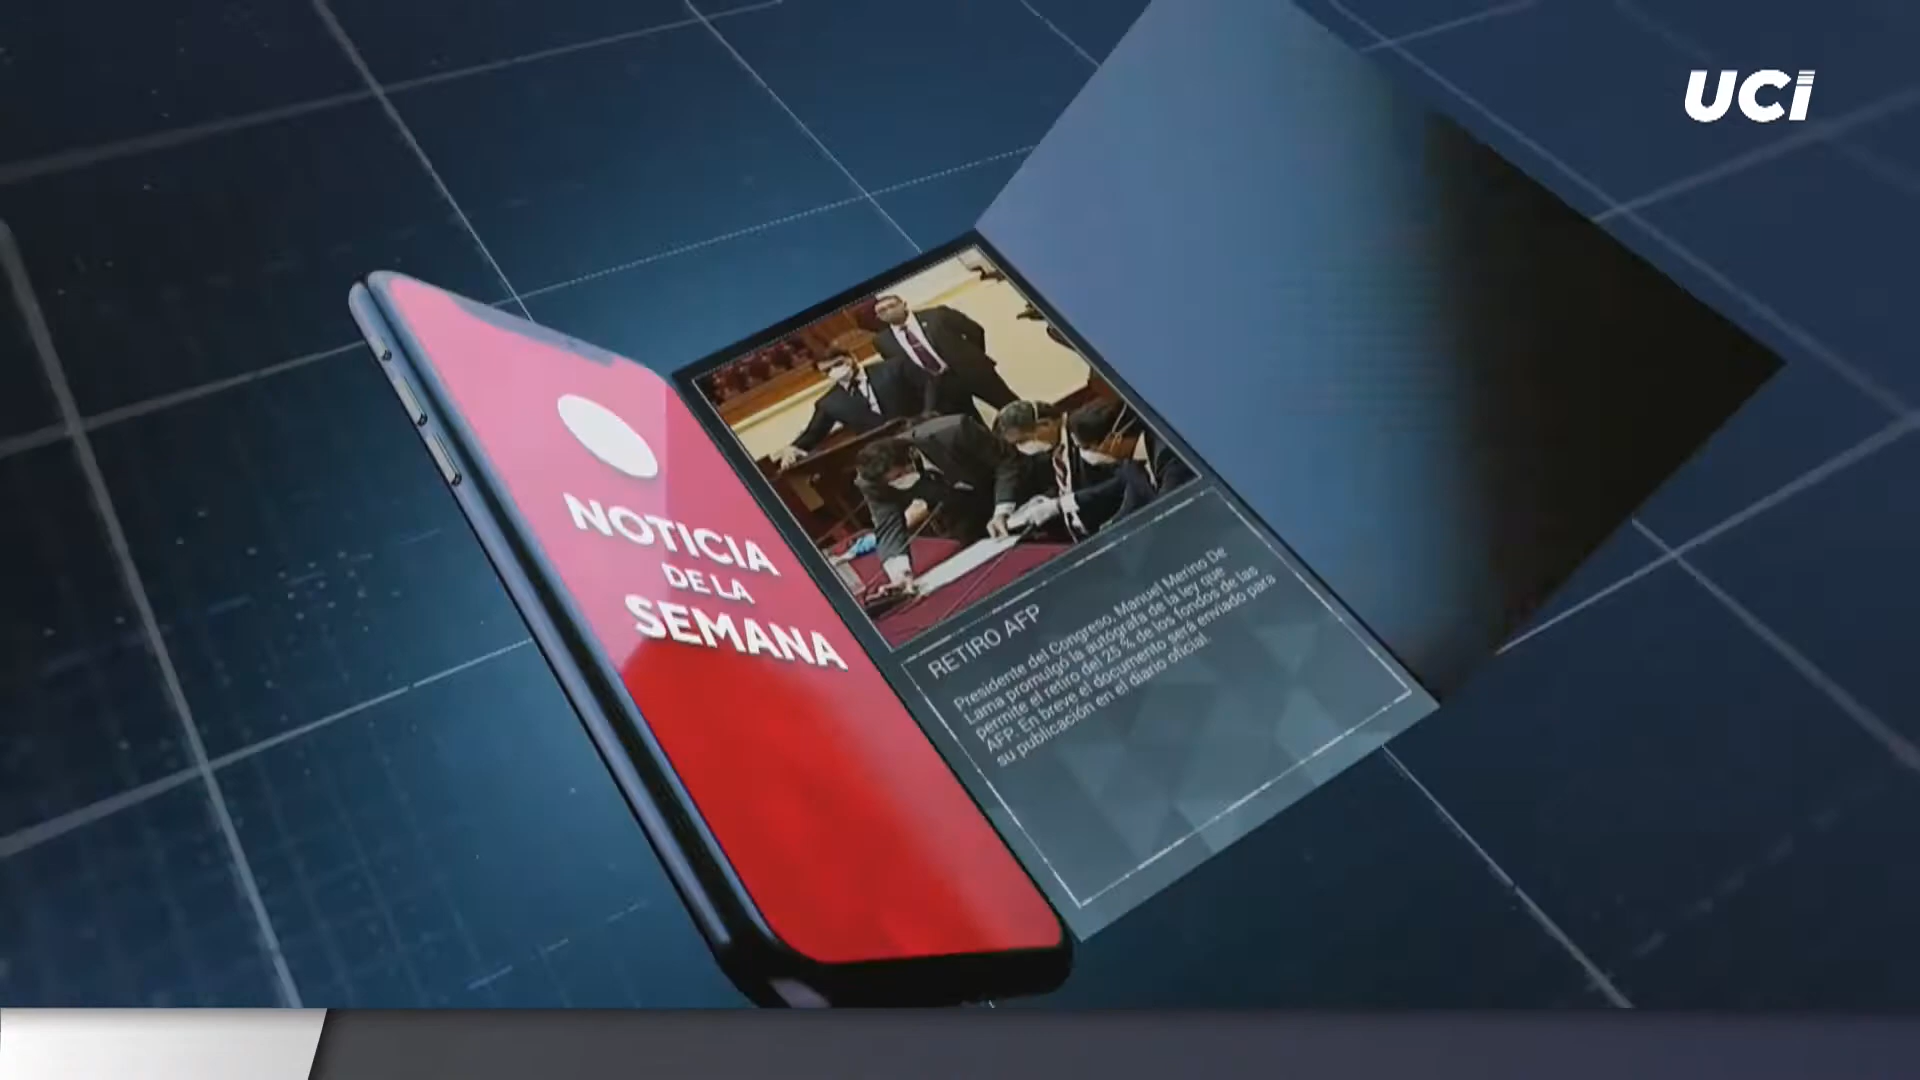 UCI
NOTICIA
DE LA
SEMANA
RETIRO AFP
Presidente del Congreso, Manuel Merino De
Lama promulgó la autógrafa de la ley que
permite el retiro del 25 % de los fondos de las
AFP. En breve el documento será enviado para
su publicación en el diario oficial.